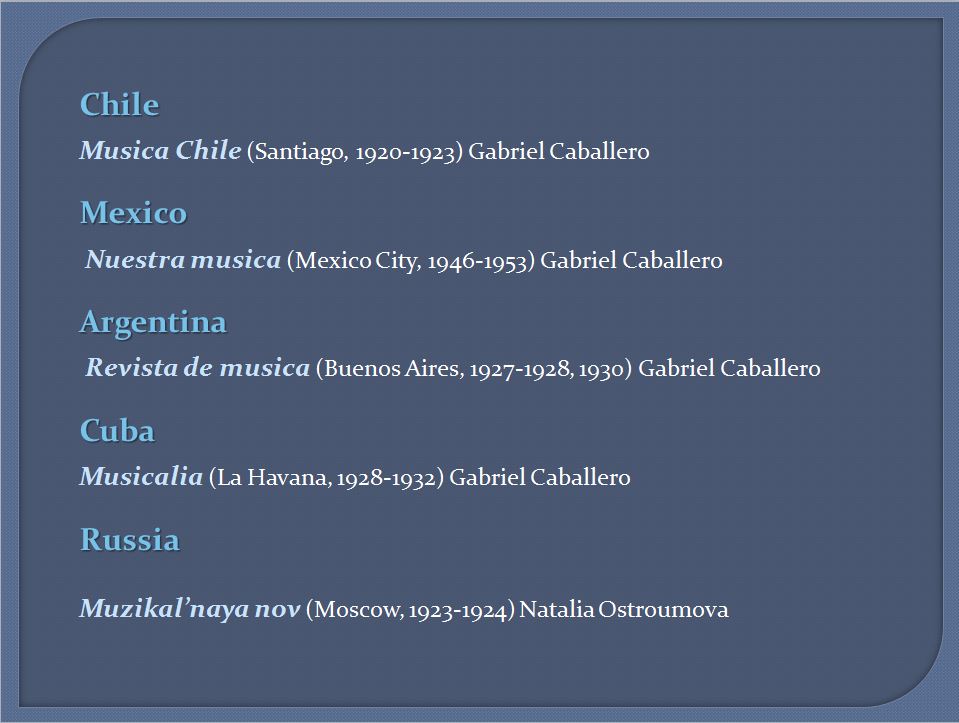 Chile
Musica Chile (Santiago, 1920-1923) Gabriel Caballero
Mexico
Nuestra musica (Mexico City, 1946-1953) Gabriel Caballero
Argentina
Revista de musica (Buenos Aires, 1927-1928, 1930) Gabriel Caballero
Cuba
Musicalia (La Havana, 1928-1932) Gabriel Caballero
Russia
Muzikal’naya nov (Moscow, 1923-1924) Natalia Ostroumova